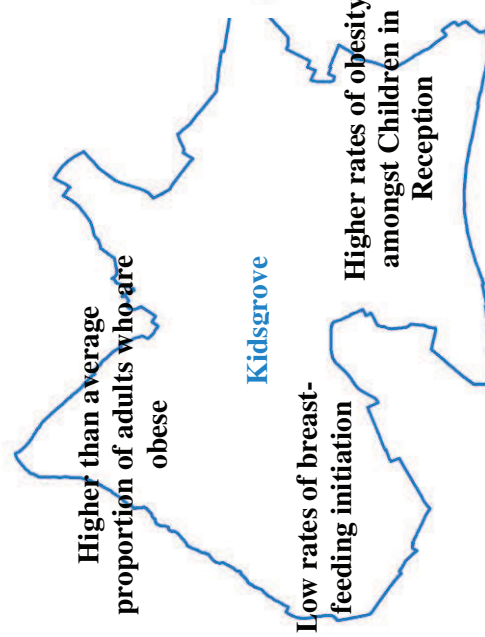 Higher than average
proportion of adults who are
obese
Kidsgrove
Low rates of breast-
feeding initiation
Higher rates of obesity
amongst Children in
Reception